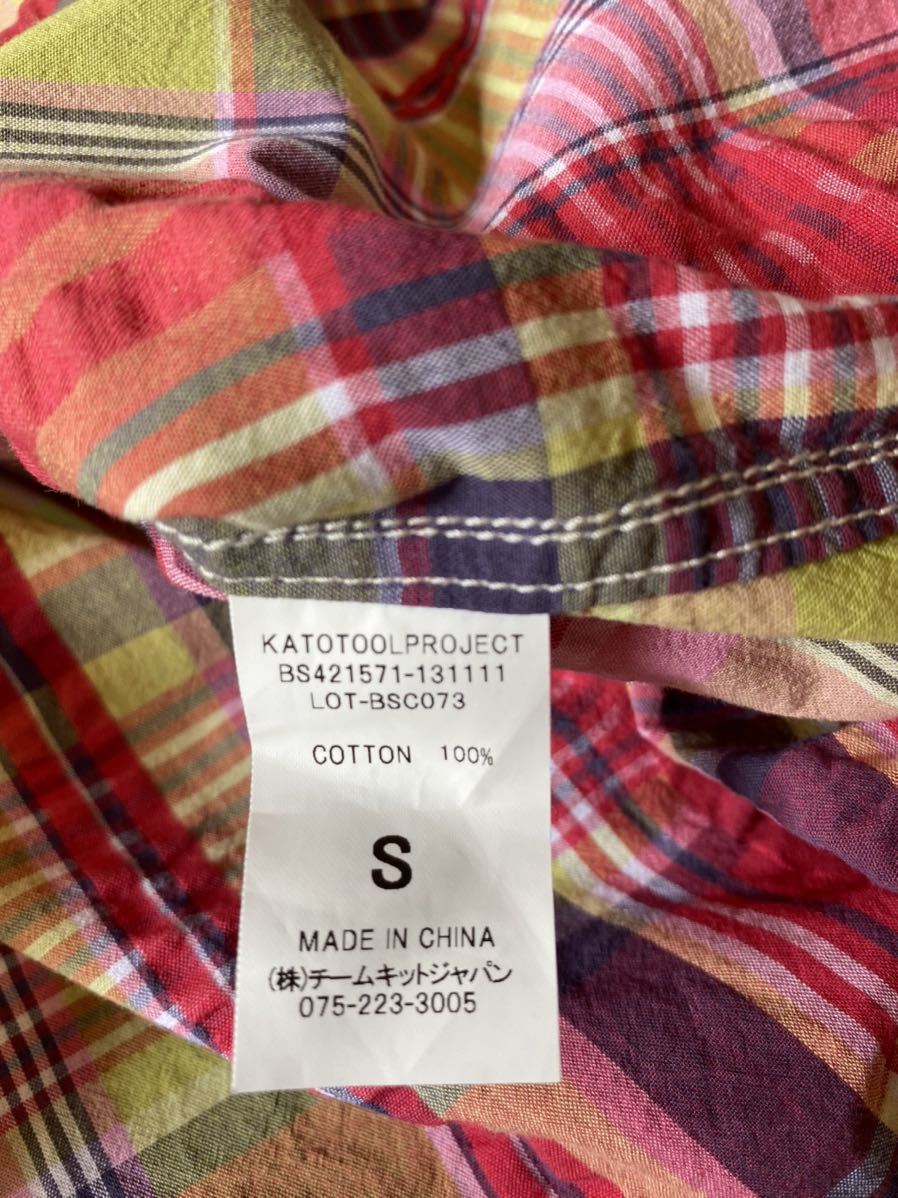 KATOTOOLPROJECT
BS421571-131111
LOT-BSC073
COTTON 100%
S
MADE IN CHINA
(株)チームキットジャパン
075-223-3005